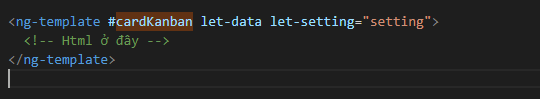 <ng-template #cardKanban let-data let-setting="setting">
<!-- Html ở đây -->
</ng-template>